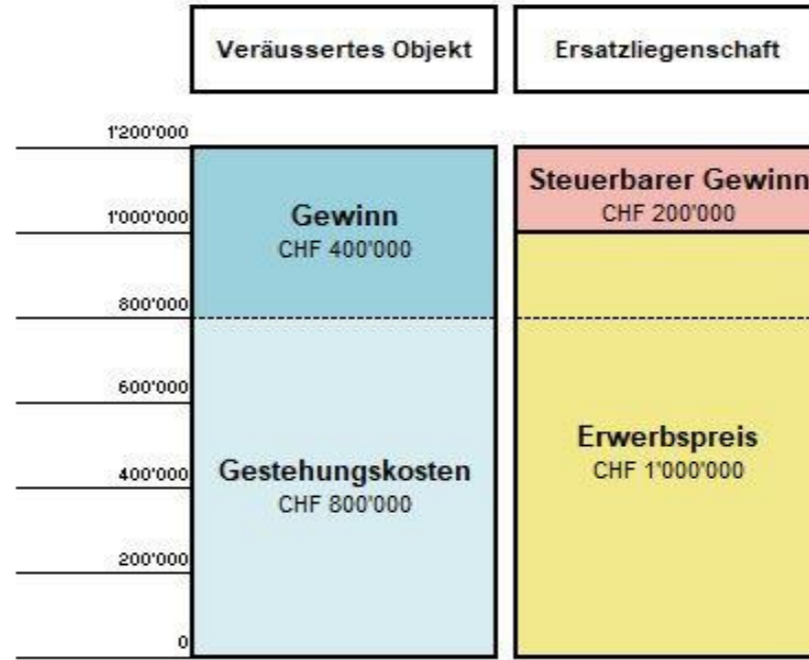 Veräussertes Objekt
Ersatzliegenschaft
1'200'000
1'000'000
800'000
600'000
400'000
200'000
0
Gewinn
CHF 400'000
Gestehungskosten
CHF 800'000
Steuerbarer Gewinn
CHF 200'000
Erwerbspreis
CHF 1'000'000